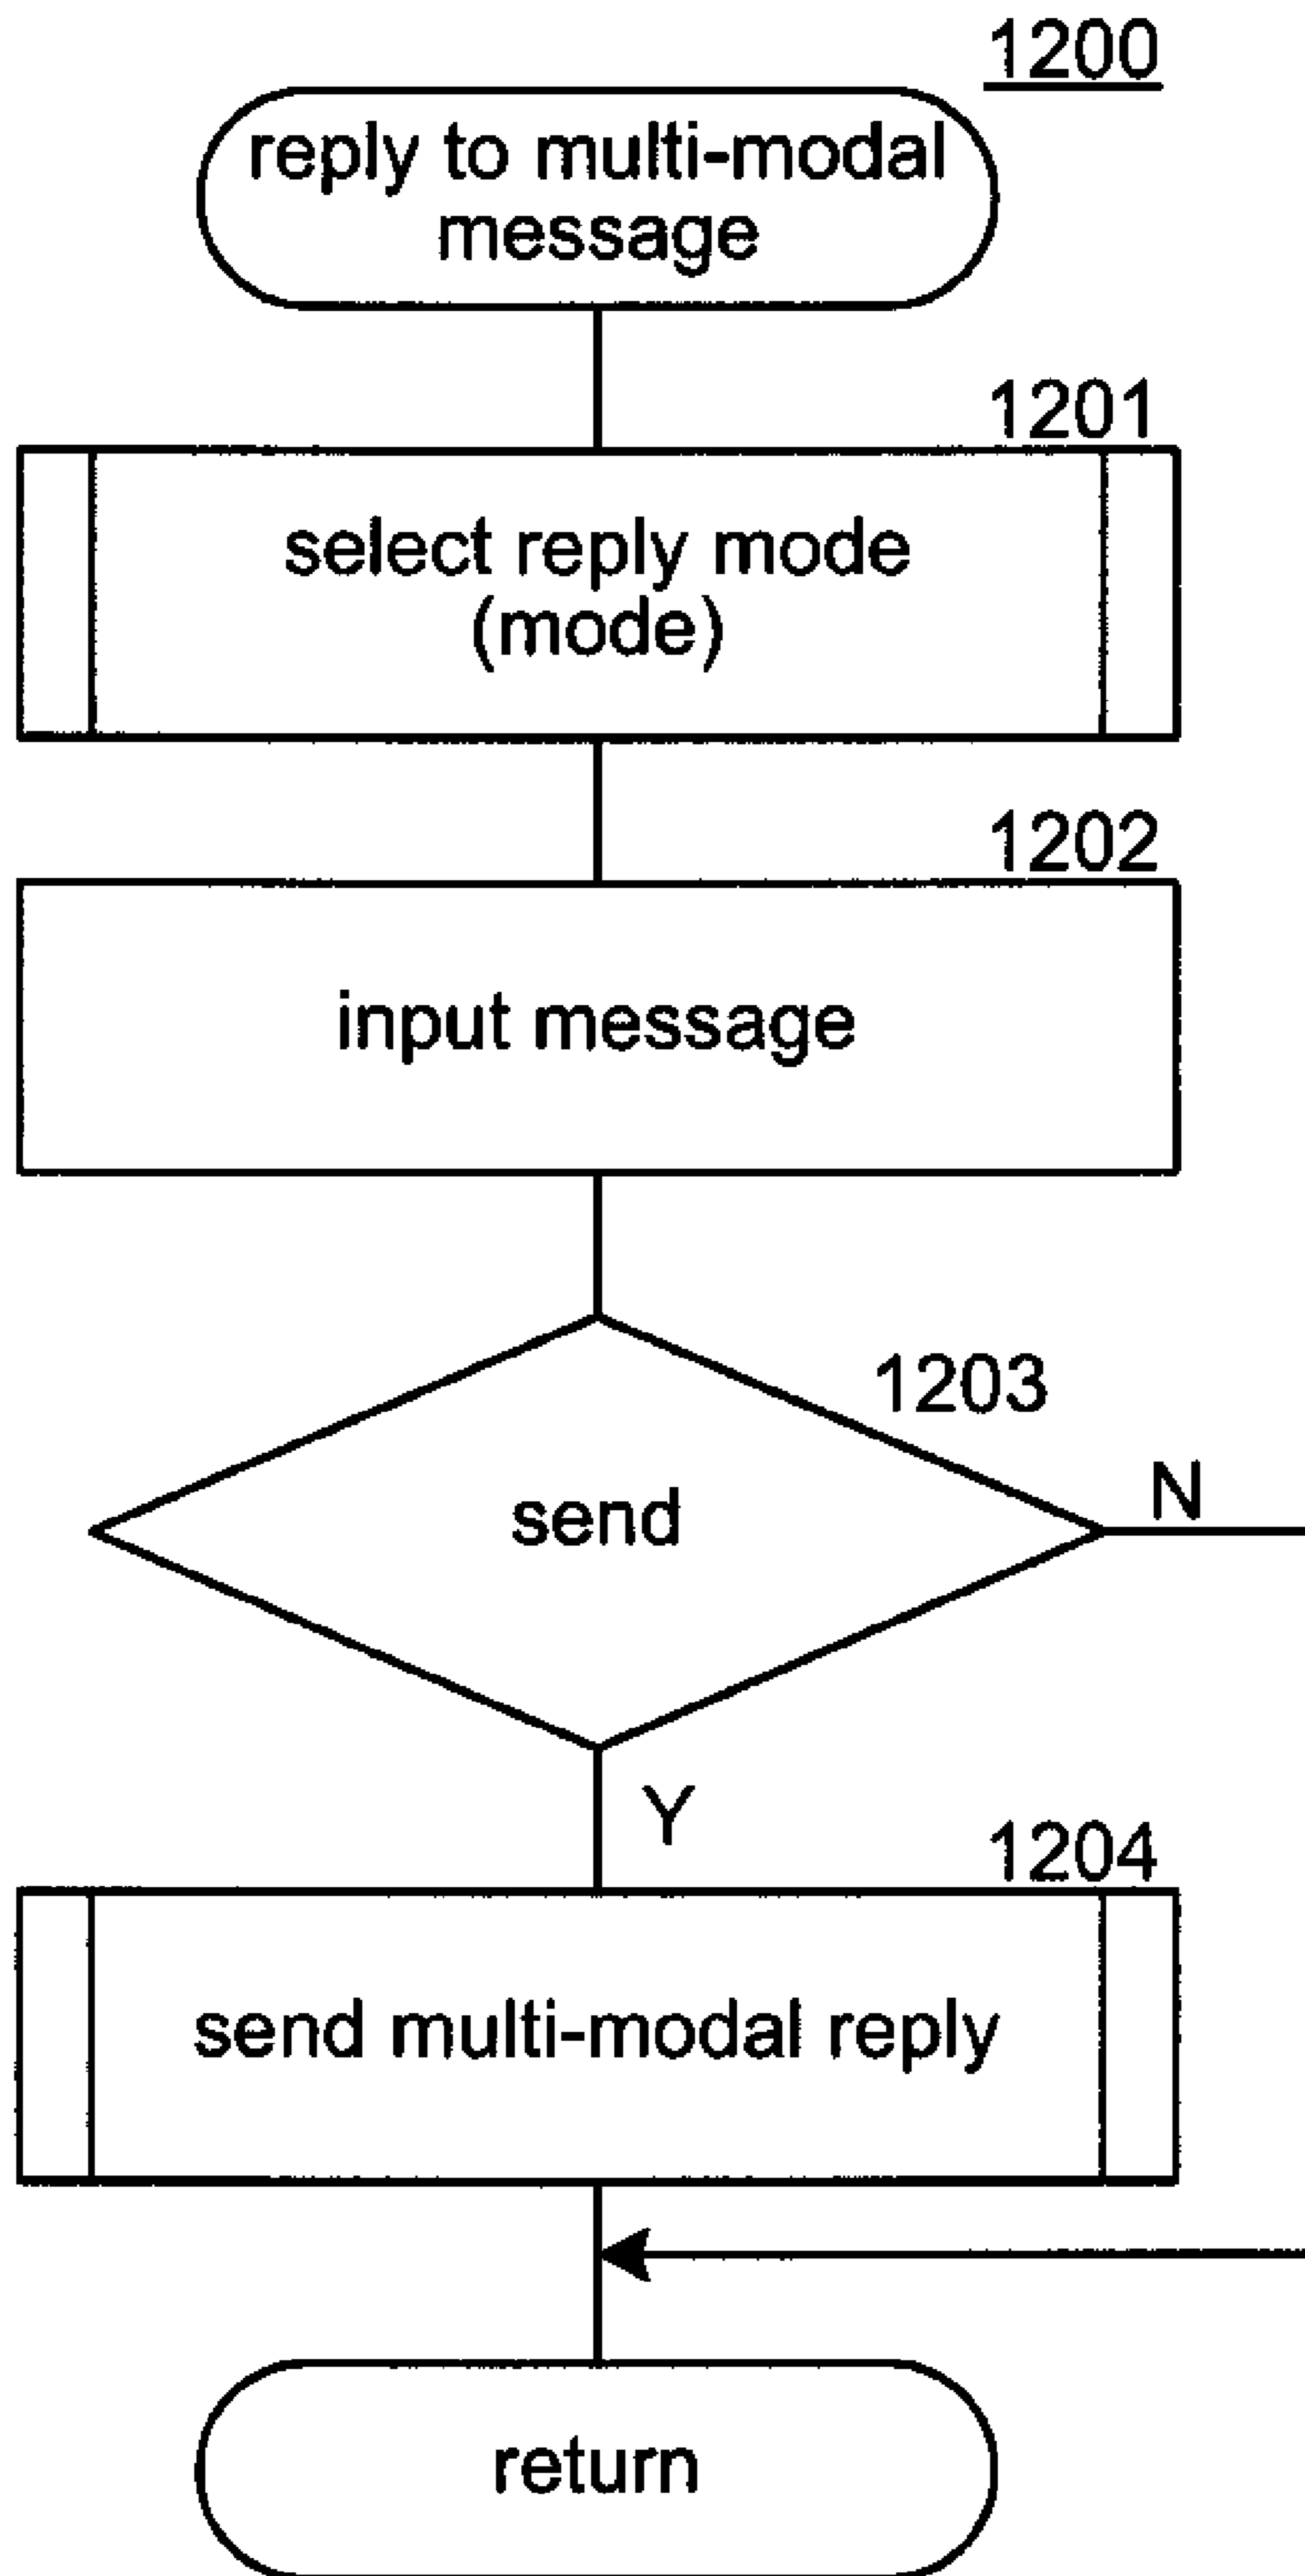 1200
reply to multi-modal
message
1201
select reply mode
(mode)
1202
input message
1203
send
N
Y
1204
send multi-modal reply
return